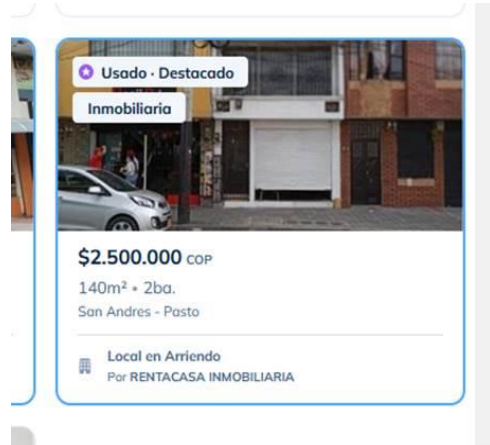 Usado · Destacado
Inmobiliaria
$2.500.000 COP
140m² • 2ba.
San Andres - Pasto
Local en Arriendo
Por RENTACASA INMOBILIARIA